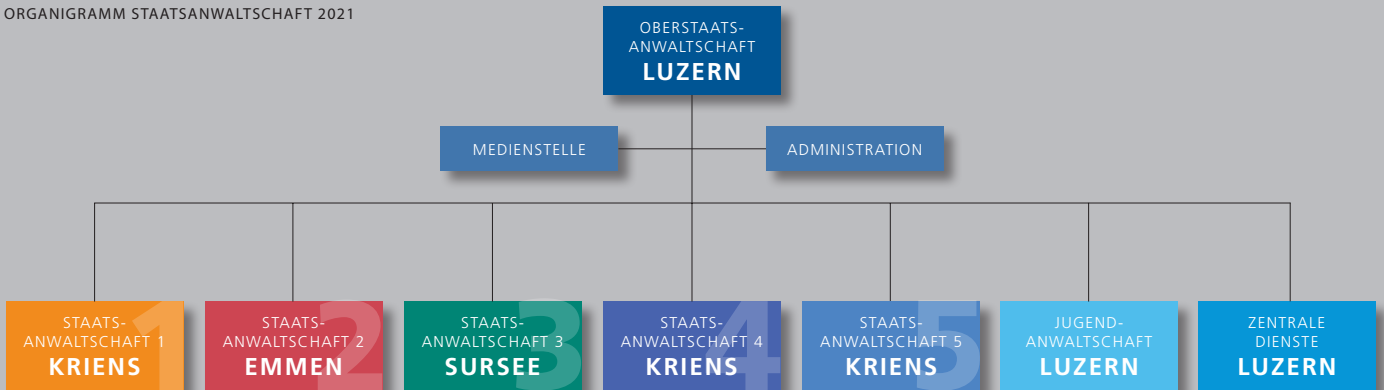 ORGANIGRAMM STAATSANWALTSCHAFT 2021
OBERSTAATS-
ANWALTSCHAFT
LUZERN
MEDIENSTELLE
ADMINISTRATION
1
STAATS-
ANWALTSCHAFT 1
KRIENS
2
STAATS-
ANWALTSCHAFT 2
EMMEN
3
STAATS-
ANWALTSCHAFT 3
SURSEE
4
STAATS-
ANWALTSCHAFT 4
KRIENS
5
STAATS-
ANWALTSCHAFT 5
KRIENS
JUGEND-
ANWALTSCHAFT
LUZERN
ZENTRALE
DIENSTE
LUZERN